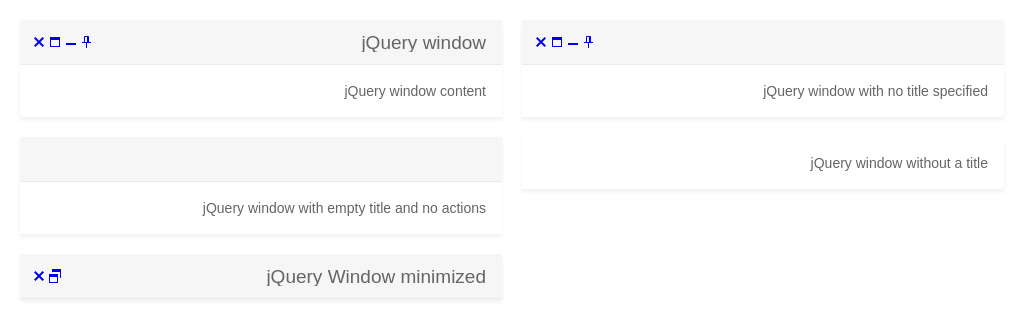 jQuery window
jQuery window content
jQuery window with no title specified
jQuery window with empty title and no actions
jQuery window without a title
jQuery Window minimized